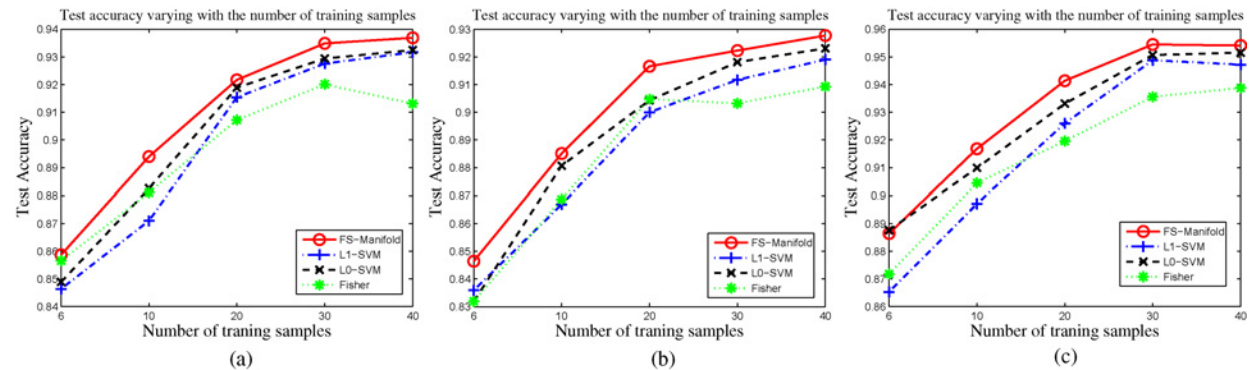 Test accuracy varying with the number of training samples
0.94
0.93
0.92
0.91
0.9
0.89
0.88
0.87
0.86
0.85
0.84
Test Accuracy
FS-Manifold
L1-SVM
L0-SVM
Fisher
6 10 20 30 40
Number of traning samples
(a)
Test accuracy varying with the number of training samples
0.93
0.92
0.91
0.9
0.89
0.88
0.87
0.86
0.85
0.84
0.83
Test Accuracy
FS-Manifold
L1-SVM
L0-SVM
Fisher
6 10 20 30 40
Number of traning samples
(b)
Test accuracy varying with the number of training samples
0.96
0.95
0.94
0.93
0.92
0.91
0.9
0.89
0.88
0.87
0.86
Test Accuracy
FS-Manifold
L1-SVM
L0-SVM
Fisher
6 10 20 30 40
Number of traning samples
(c)